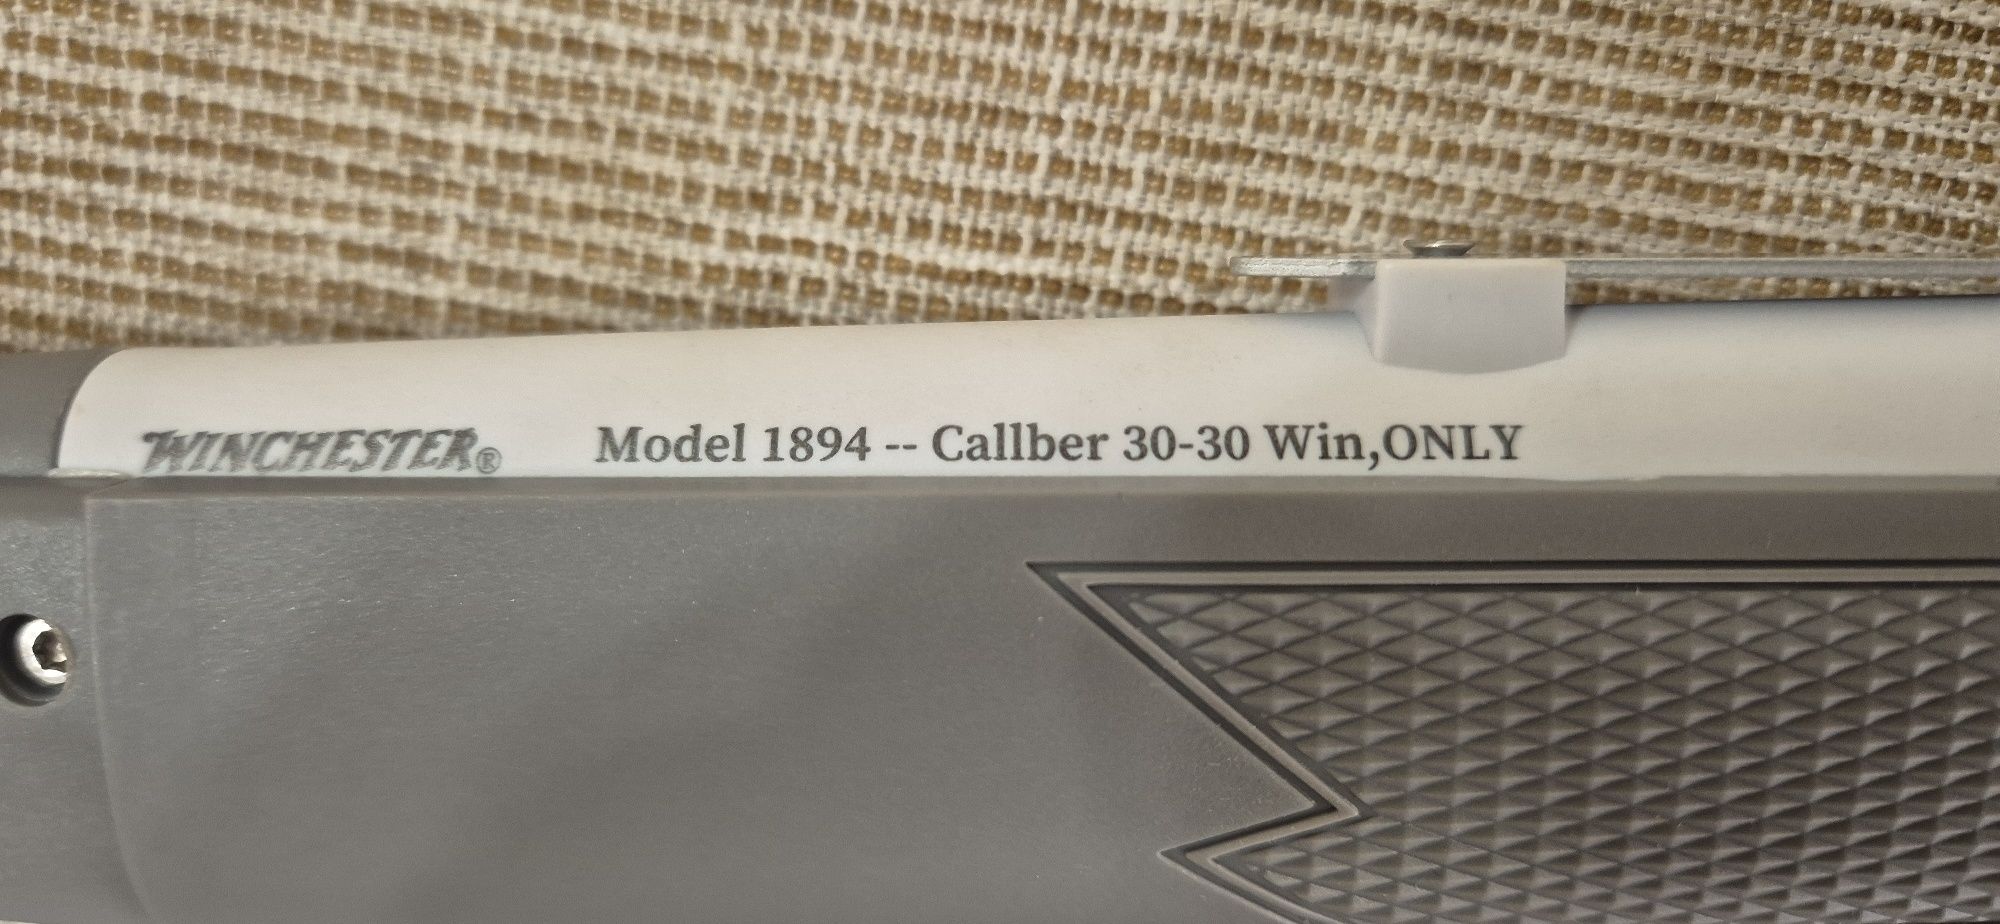 WINCHESTER® Model 1894 -- Callber 30-30 Win,ONLY